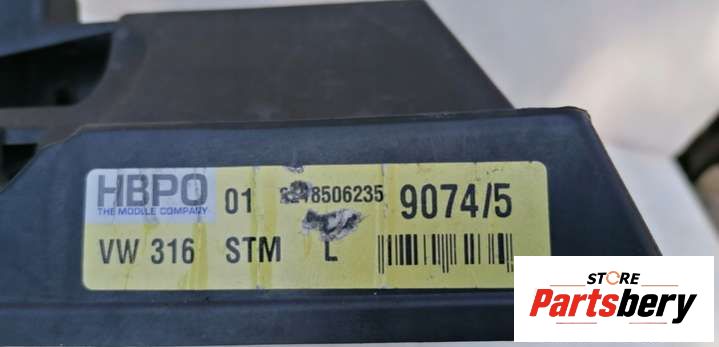 HBPO 01 9074/5
THE MODULE COMPANY
VW 316 STM L
STORE
Partsbery